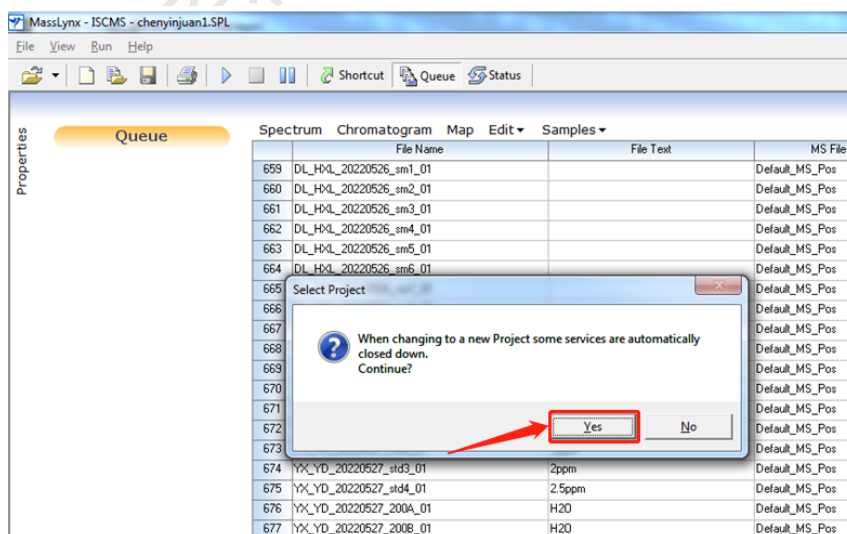 MassLynx - ISCMS - chenyinjuan1.SPL
File View Run Help
Shortcut Queue Status
Properties
Queue
Spectrum Chromatogram Map Edit Samples
File Name File Text MS File
659 DL_HXL_20220526_sm1_01 Default_MS_Pos
660 DL_HXL_20220526_sm2_01 Default_MS_Pos
661 DL_HXL_20220526_sm3_01 Default_MS_Pos
662 DL_HXL_20220526_sm4_01 Default_MS_Pos
663 DL_HXL_20220526_sm5_01 Default_MS_Pos
664 DL_HXL_20220526_sm6_01 Default_MS_Pos
665 Default_MS_Pos
Select Project
666 Default_MS_Pos
667 Default_MS_Pos
When changing to a new Project some services are automatically
668 Default_MS_Pos
closed down.
Continue?
669 Default_MS_Pos
670 Default_MS_Pos
671 Default_MS_Pos
672 Default_MS_Pos
Yes No
673 Default_MS_Pos
674 YX_YD_20220527_std3_01 2ppm Default_MS_Pos
675 YX_YD_20220527_std4_01 2.5ppm Default_MS_Pos
676 YX_YD_20220527_200A_01 H2O Default_MS_Pos
677 YX_YD_20220527_200B_01 H2O Default_MS_Pos